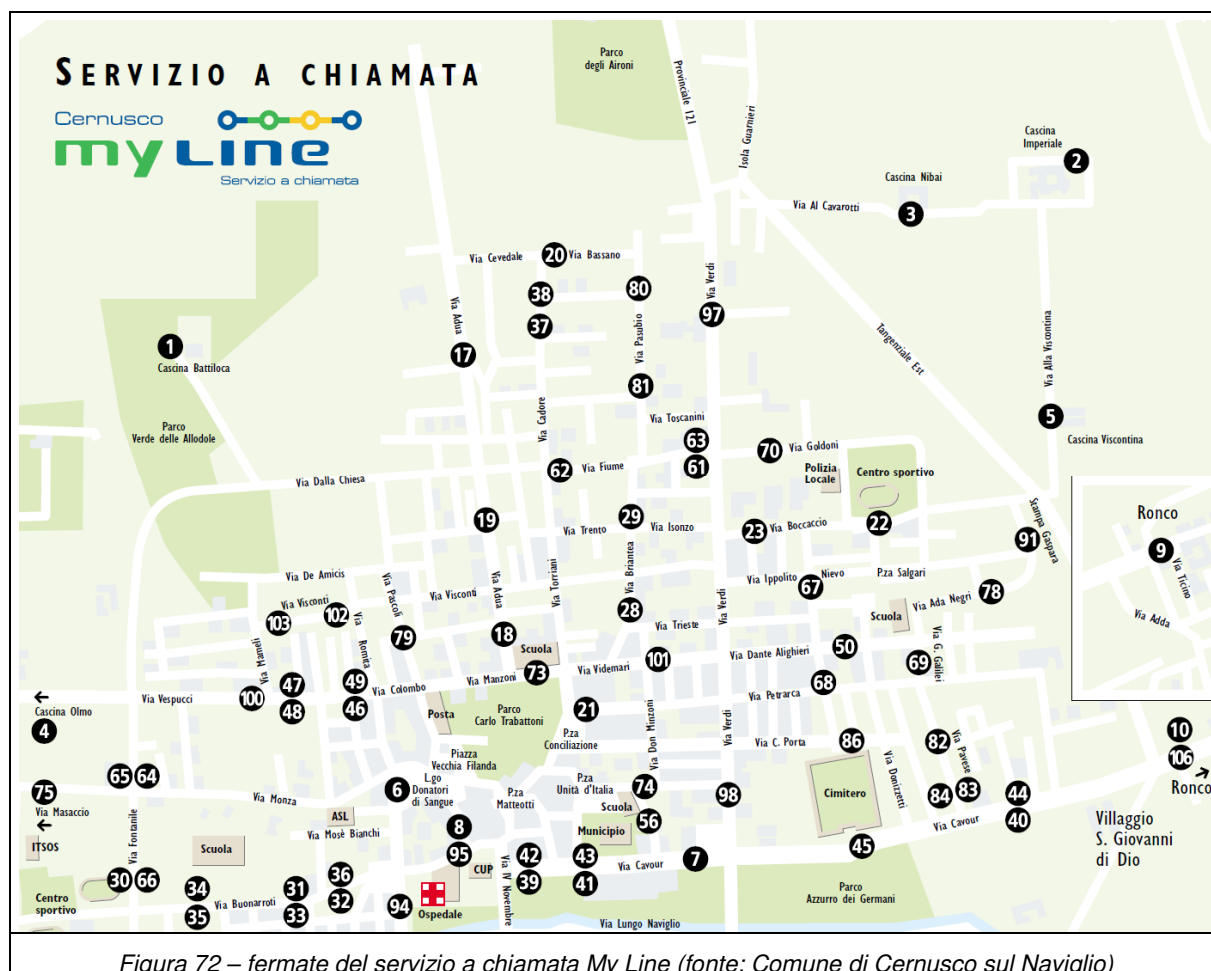 SERVIZIO A CHIAMATA
Cernusco
my Line
Servizio a chiamata
Parco
degli Aironi
Provinciale 121
Isola Guarnieri
Cascina
Imperiale
2
Cascina Nibai
Via Al Cavarotti
3
Via Cevedale
20
Via Bassano
38
80
Via Verdi
37
97
Via Adua
Via Pasubio
1
Cascina Battiloca
17
Tangenziale Est
Via Alla Viscontina
81
Parco
Verde delle Allodole
Via Cadore
Via Toscanini
5
Cascina Viscontina
63
70
Via Goldoni
62
Via Fiume
61
Polizia
Locale
Centro sportivo
Via Dalla Chiesa
19
29
Via Trento
Via Isonzo
23
Via Boccaccio
22
Stampa Gaspara
91
Ronco
9
Via Ticino
Via Adda
Via De Amicis
Via Pascoli
Via Visconti
Via Adua
Via Torriani
Via Briantea
Via Ippolito
Nievo
P.za Salgari
67
Via Verdi
Via Visconti
102
103
28
Via Ada Negri
78
Scuola
Via Mameli
Via Romita
79
18
Via Trieste
Scuola
Via Dante Alighieri
50
Via G. Galilei
69
101
Via Videmari
73
Via Manzoni
49
47
Via Colombo
68
Via Petrarca
Via Vespucci
100
48
46
Cascina Olmo
4
Posta
Parco
Carlo Trabattoni
21
P.za
Conciliazione
Via Don Minzoni
Via Verdi
Via C. Porta
86
82
Via Pavese
10
106
Ronco
Piazza
Vecchia Filanda
65
64
6
L.go
Donatori
di Sangue
P.za
Matteotti
P.za
Unità d'Italia
74
98
Cimitero
Via Donizzetti
84
83
44
40
75
Via Masaccio
Via Monza
ASL
Via Mosè Bianchi
8
Scuola
56
Municipio
Via Cavour
Villaggio
S. Giovanni
di Dio
ITSOS
Via Fontanile
Scuola
95
CUP
42
43
Via Cavour
7
45
30
66
34
31
36
Via IV Novembre
39
41
Centro
sportivo
35
Via Buonarroti
33
32
94
Ospedale
Via Lungo Naviglio
Parco
Azzurro dei Germani
Figura 72 – fermate del servizio a chiamata My Line (fonte: Comune di Cernusco sul Naviglio)